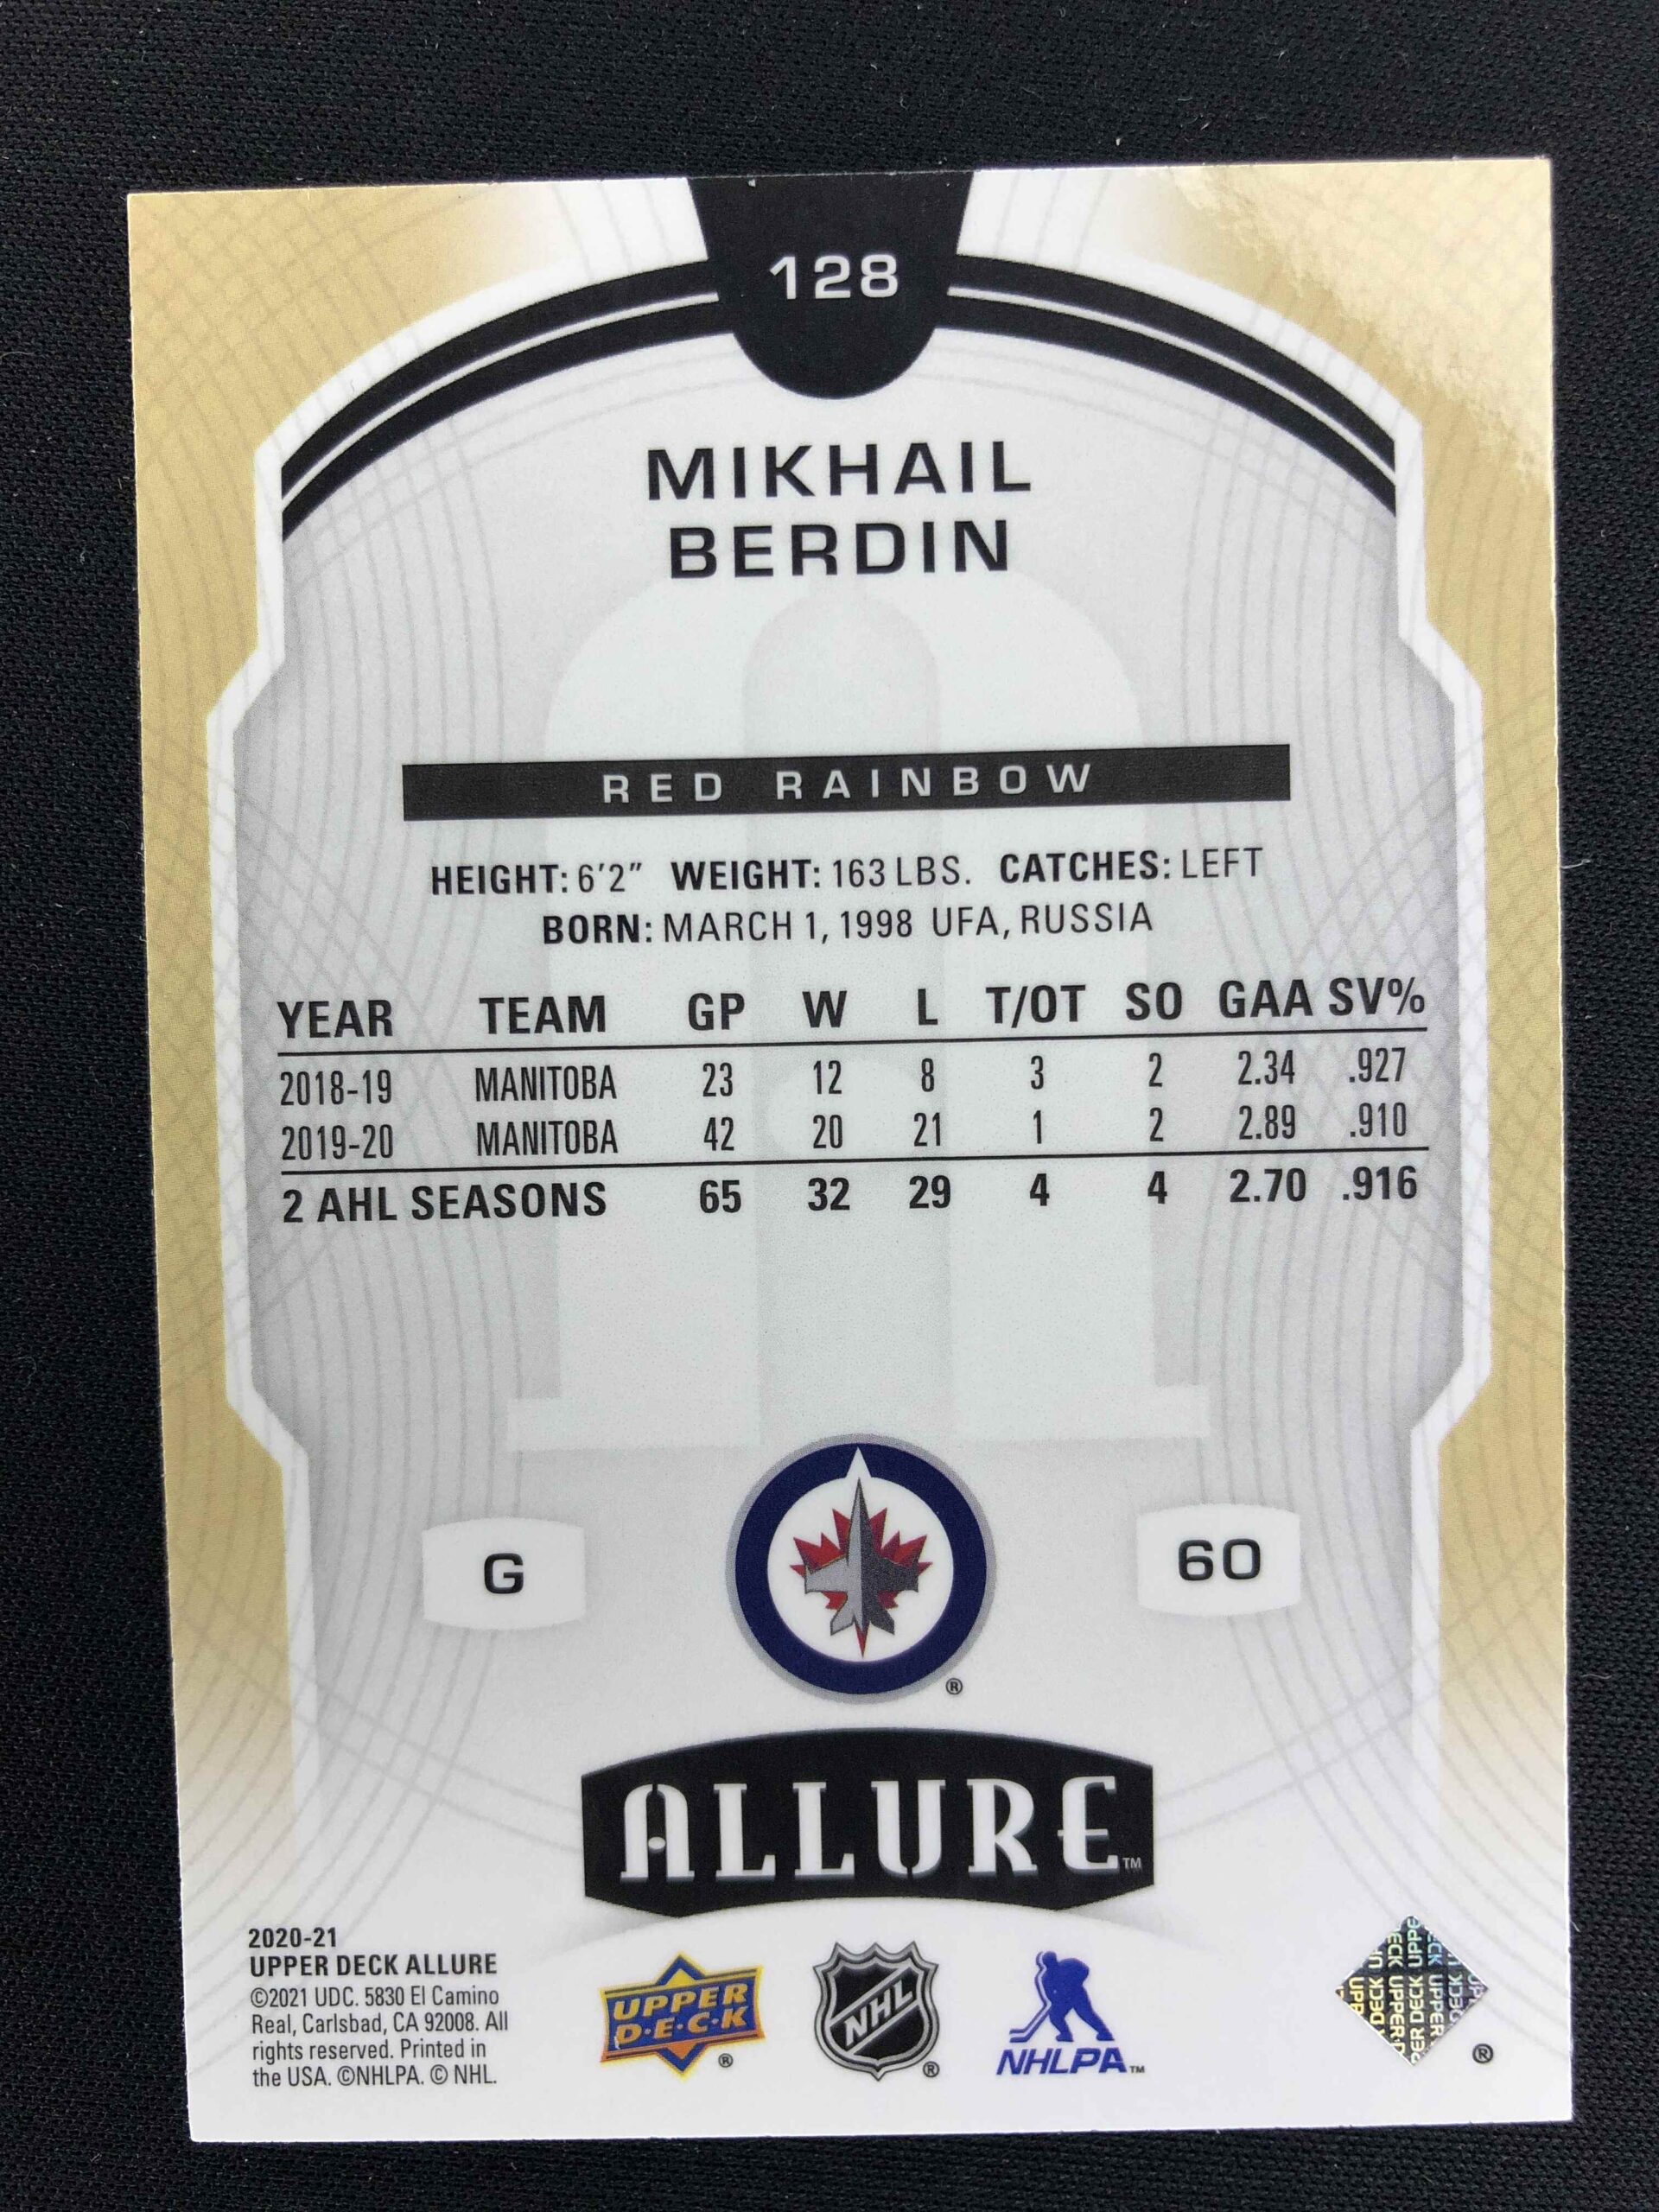 128
MIKHAIL
BERDIN
RED RAINBOW
HEIGHT: 6'2" WEIGHT: 163 LBS. CATCHES: LEFT
BORN: MARCH 1, 1998 UFA, RUSSIA
YEAR TEAM GP W L T/OT SO GAA SV%
2018-19 MANITOBA 23 12 8 3 2 2.34 .927
2019-20 MANITOBA 42 20 21 1 2 2.89 .910
2 AHL SEASONS 65 32 29 4 4 2.70 .916
G
60
®
ALLURE™
2020-21
UPPER DECK ALLURE
©2021 UDC. 5830 El Camino
Real, Carlsbad, CA 92008. All
rights reserved. Printed in
the USA. ©NHLPA. © NHL.
UPPER
D·E·C·K ®
NHL ®
NHLPA™
UPPER DECK
®